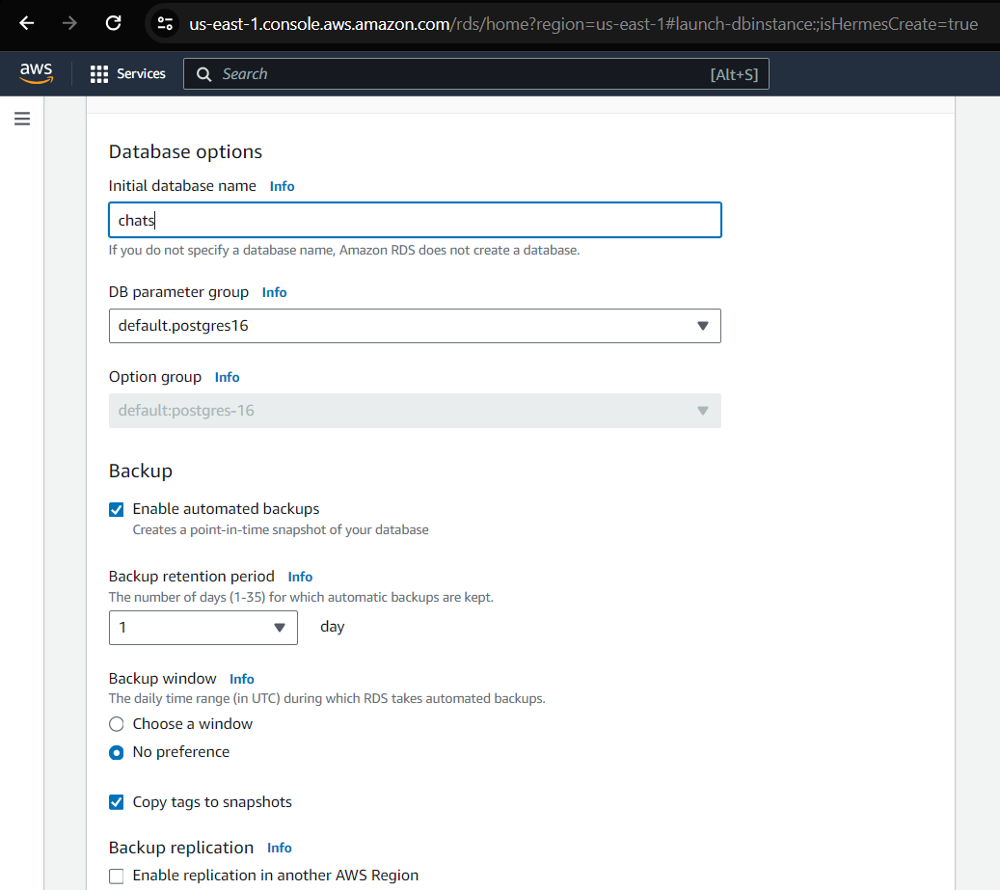 us-east-1.console.aws.amazon.com/rds/home?region=us-east-1#launch-dbinstance:;isHermesCreate=true
aws Services Search [Alt+S]
Database options
Initial database name Info
chats
If you do not specify a database name, Amazon RDS does not create a database.
DB parameter group Info
default.postgres16
Option group Info
default:postgres-16
Backup
Enable automated backups
Creates a point-in-time snapshot of your database
Backup retention period Info
The number of days (1-35) for which automatic backups are kept.
1 day
Backup window Info
The daily time range (in UTC) during which RDS takes automated backups.
Choose a window
No preference
Copy tags to snapshots
Backup replication Info
Enable replication in another AWS Region